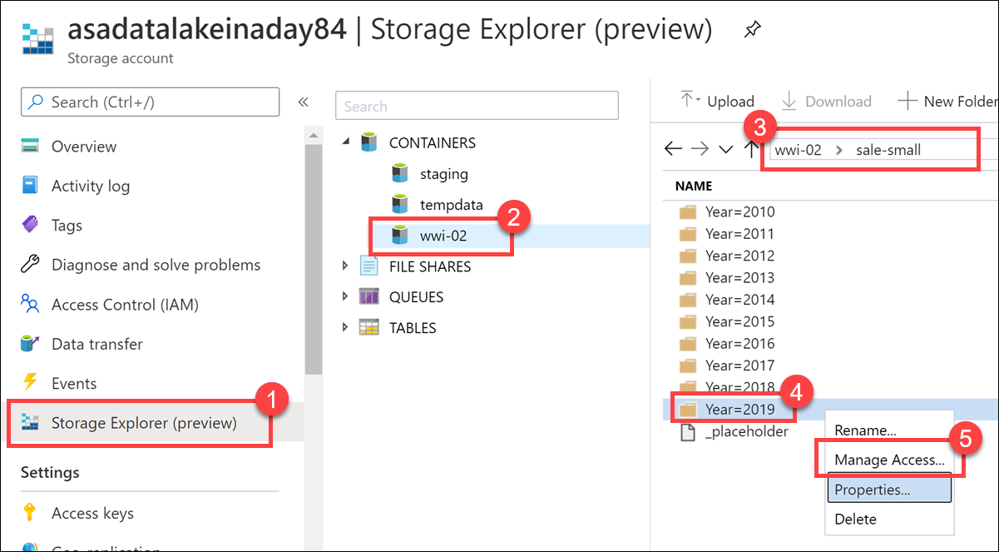 asadatalakeinaday84 | Storage Explorer (preview)
Storage account
Search (Ctrl+/)
«
Overview
Activity log
Tags
Diagnose and solve problems
Access Control (IAM)
Data transfer
Events
1
Storage Explorer (preview)
Settings
Access keys
Geo-replication
Search
CONTAINERS
staging
tempdata
2
wwi-02
FILE SHARES
QUEUES
TABLES
Upload Download New Folder
3
wwi-02 > sale-small
NAME
Year=2010
Year=2011
Year=2012
Year=2013
Year=2014
Year=2015
Year=2016
Year=2017
Year=2018
4
Year=2019
_placeholder
Rename...
5
Manage Access...
Properties...
Delete